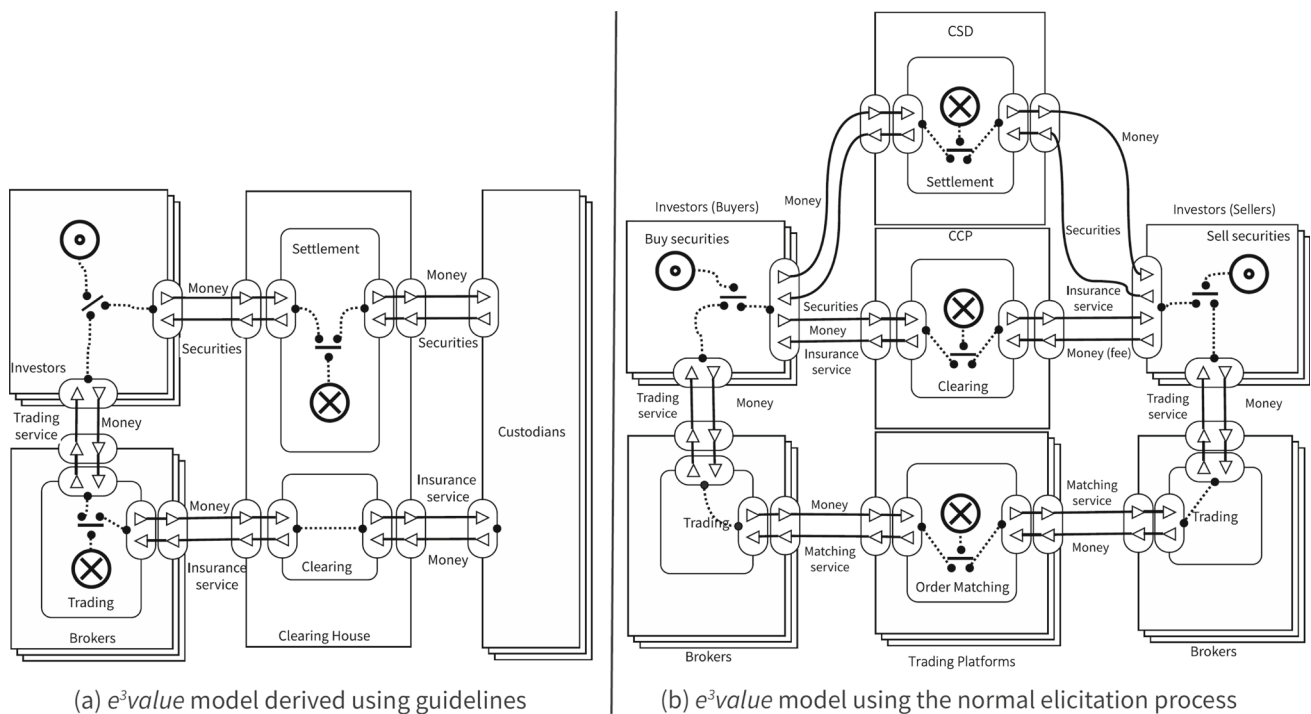 Settlement
Money
Securities
Money
Securities
Investors
Trading
service
Money
Custodians
Money
Insurance
service
Clearing
Insurance
service
Money
Trading
Brokers
Clearing House
(a) e³value model derived using guidelines
CSD
Settlement
Money
Money
Securities
Investors (Buyers)
Buy securities
Securities
Money
Insurance
service
CCP
Clearing
Insurance
service
Money (fee)
Investors (Sellers)
Sell securities
Trading
service
Money
Trading
service
Money
Trading
Money
Matching
service
Order Matching
Matching
service
Money
Trading
Brokers
Trading Platforms
Brokers
(b) e³value model using the normal elicitation process